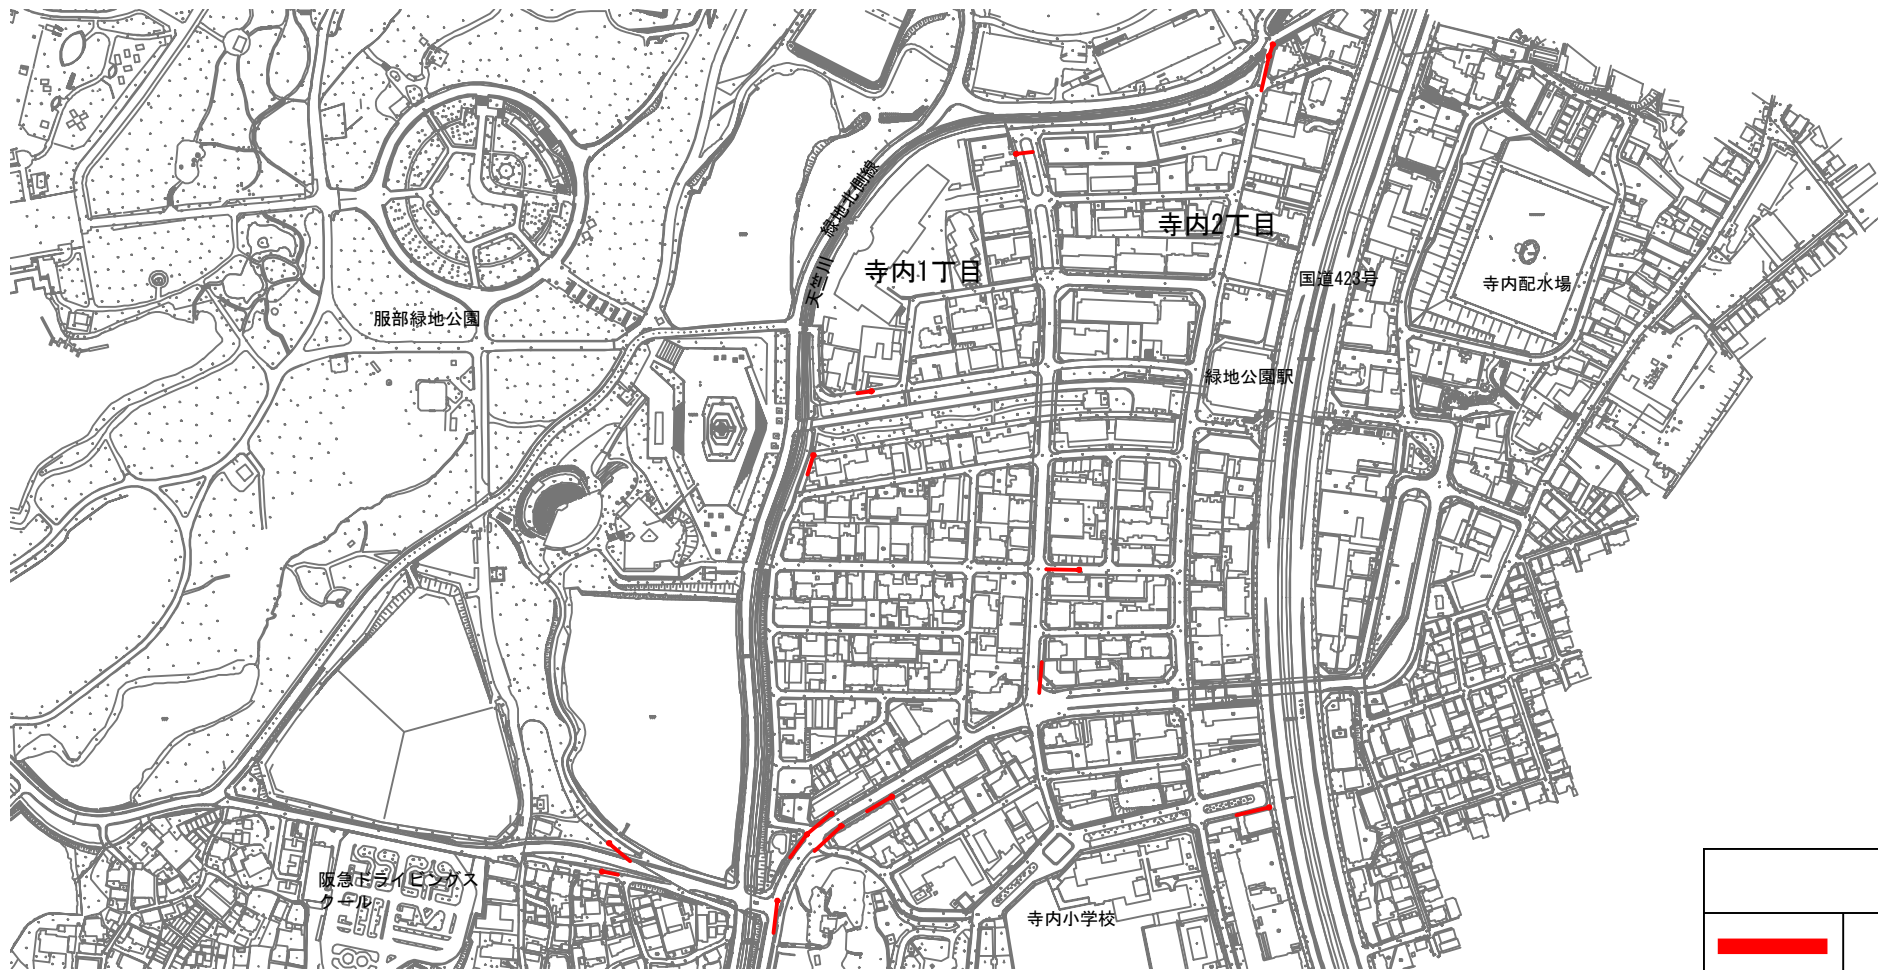 緑地北側線
寺内2丁目
天竺川
寺内1丁目
国道423号
寺内配水場
服部緑地公園
緑地公園駅
阪急ドライビングス
クール
寺内小学校